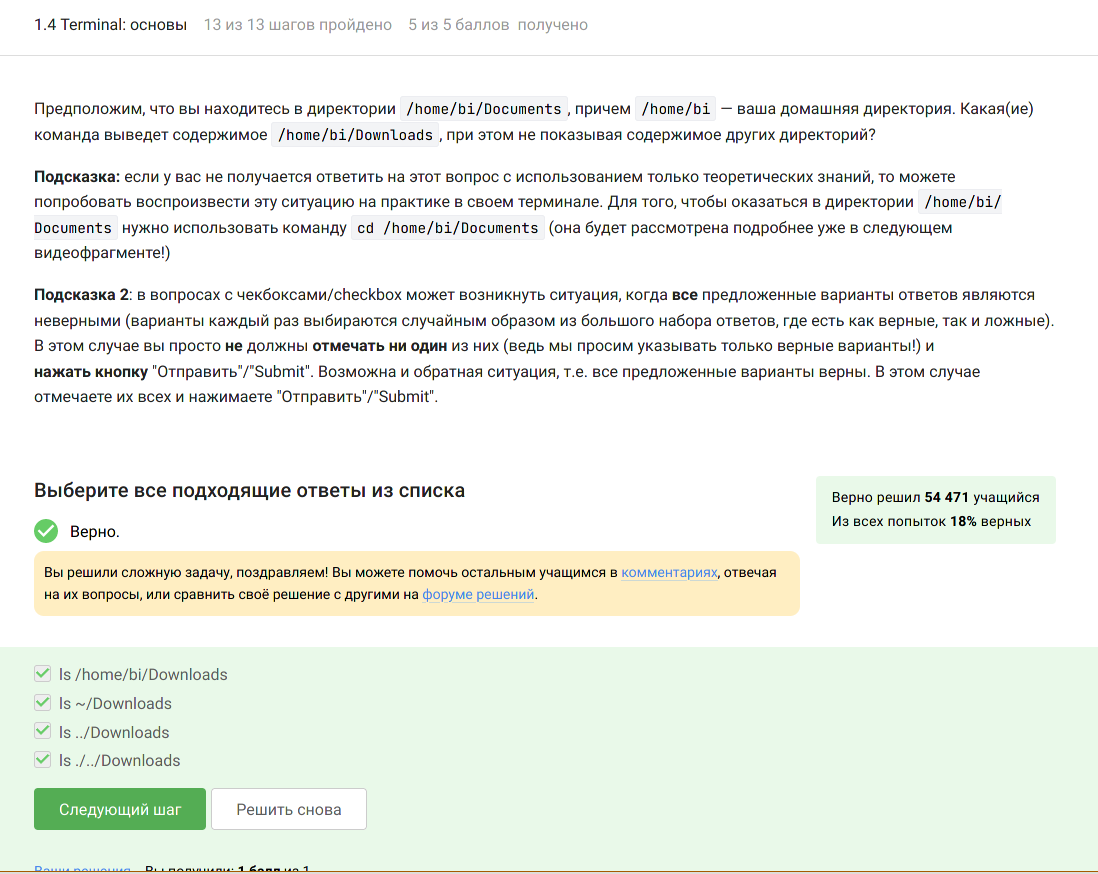 1.4 Terminal: основы 13 из 13 шагов пройдено 5 из 5 баллов получено
Предположим, что вы находитесь в директории /home/bi/Documents, причем /home/bi — ваша домашняя директория. Какая(ие)
команда выведет содержимое /home/bi/Downloads, при этом не показывая содержимое других директорий?
Подсказка: если у вас не получается ответить на этот вопрос с использованием только теоретических знаний, то можете
попробовать воспроизвести эту ситуацию на практике в своем терминале. Для того, чтобы оказаться в директории /home/bi/
Documents нужно использовать команду cd /home/bi/Documents (она будет рассмотрена подробнее уже в следующем
видеофрагменте!)
Подсказка 2: в вопросах с чекбоксами/checkbox может возникнуть ситуация, когда все предложенные варианты ответов являются
неверными (варианты каждый раз выбираются случайным образом из большого набора ответов, где есть как верные, так и ложные).
В этом случае вы просто не должны отмечать ни один из них (ведь мы просим указывать только верные варианты!) и
нажать кнопку "Отправить"/"Submit". Возможна и обратная ситуация, т.е. все предложенные варианты верны. В этом случае
отмечаете их всех и нажимаете "Отправить"/"Submit".
Выберите все подходящие ответы из списка
Верно.
Верно решил 54 471 учащийся
Из всех попыток 18% верных
Вы решили сложную задачу, поздравляем! Вы можете помочь остальным учащимся в комментариях, отвечая
на их вопросы, или сравнить своё решение с другими на форуме решений.
ls /home/bi/Downloads
ls ~/Downloads
ls ../Downloads
ls ./../Downloads
Следующий шаг Решить снова
Ваши решения Вы получили: 1 балл из 1